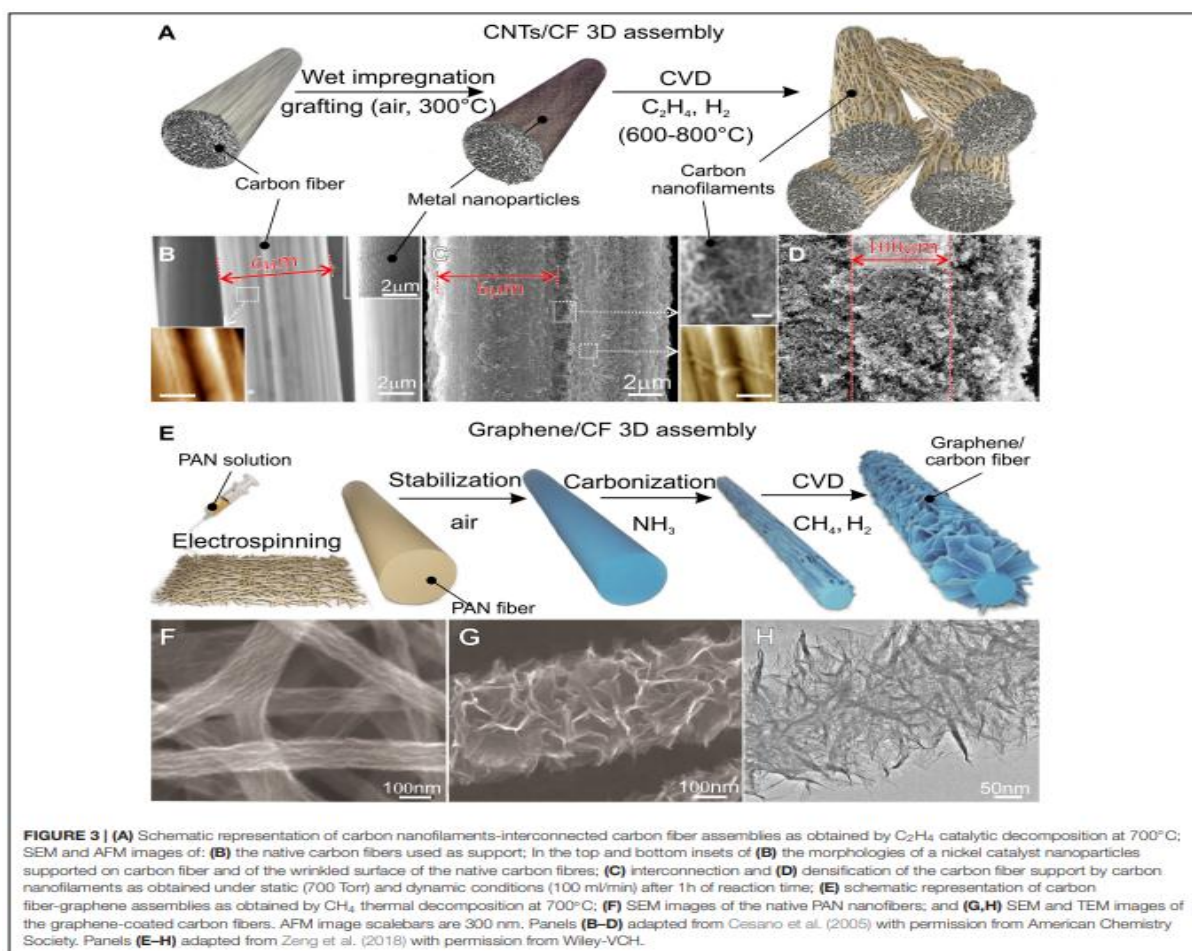 A
CNTs/CF 3D assembly
Wet impregnation
grafting (air, 300°C)
CVD
C₂H₄, H₂
(600-800°C)
Carbon fiber
Metal nanoparticles
Carbon
nanofilaments
B
6μm
2μm
2μm
C
6μm
2μm
D
100μm
E
Graphene/CF 3D assembly
PAN solution
Electrospinning
Stabilization
air
Carbonization
NH₃
CVD
CH₄, H₂
Graphene/
carbon fiber
PAN fiber
F
100nm
G
100nm
H
50nm
FIGURE 3 | (A) Schematic representation of carbon nanofilaments-interconnected carbon fiber assemblies as obtained by C₂H₄ catalytic decomposition at 700°C;
SEM and AFM images of: (B) the native carbon fibers used as support; In the top and bottom insets of (B) the morphologies of a nickel catalyst nanoparticles
supported on carbon fiber and of the wrinkled surface of the native carbon fibres; (C) interconnection and (D) densification of the carbon fiber support by carbon
nanofilaments as obtained under static (700 Torr) and dynamic conditions (100 ml/min) after 1h of reaction time; (E) schematic representation of carbon
fiber-graphene assemblies as obtained by CH₄ thermal decomposition at 700°C; (F) SEM images of the native PAN nanofibers; and (G,H) SEM and TEM images of
the graphene-coated carbon fibers. AFM image scalebars are 300 nm. Panels (B–D) adapted from Cesano et al. (2005) with permission from American Chemistry
Society. Panels (E–H) adapted from Zeng et al. (2018) with permission from Wiley-VCH.